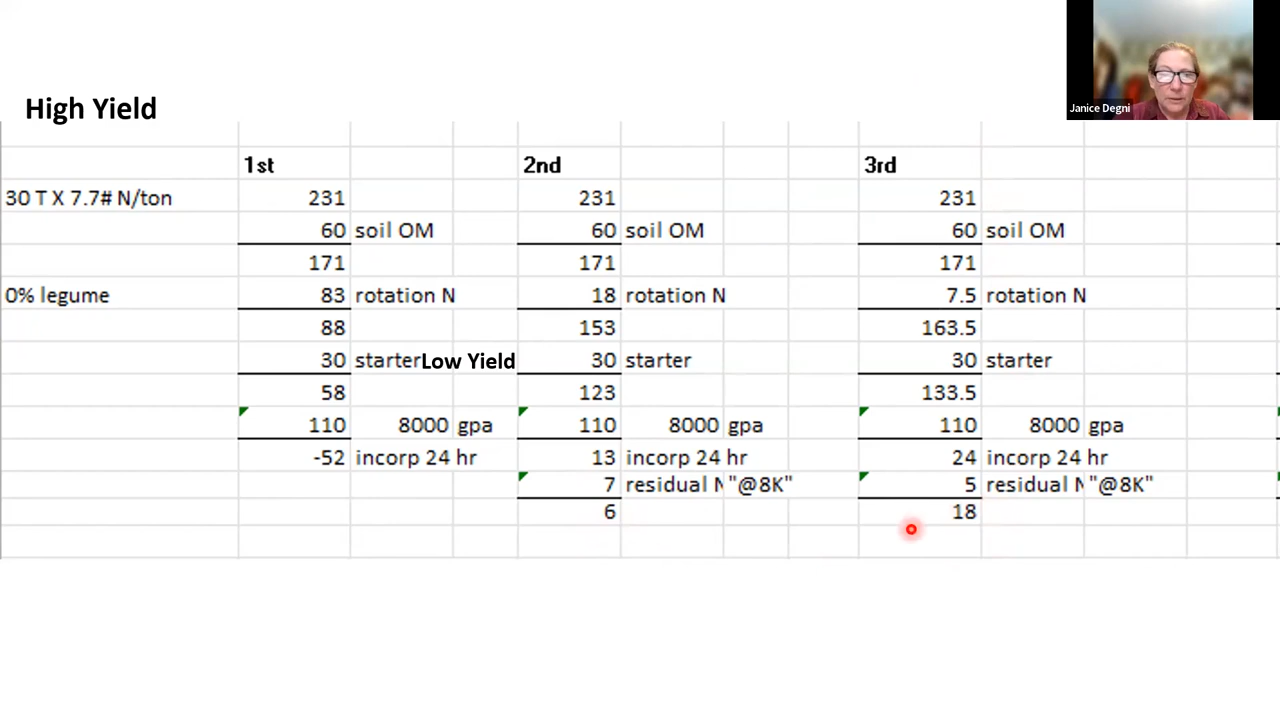 Janice Degni
High Yield
1st 2nd 3rd
30 T X 7.7# N/ton 231 231 231
60 soil OM 60 soil OM 60 soil OM
171 171 171
0% legume 83 rotation N 18 rotation N 7.5 rotation N
88 153 163.5
30 starter Low Yield 30 starter 30 starter
58 123 133.5
110 8000 gpa 110 8000 gpa 110 8000 gpa
-52 incorp 24 hr 13 incorp 24 hr 24 incorp 24 hr
7 residual N "@8K" 5 residual N "@8K"
6 18